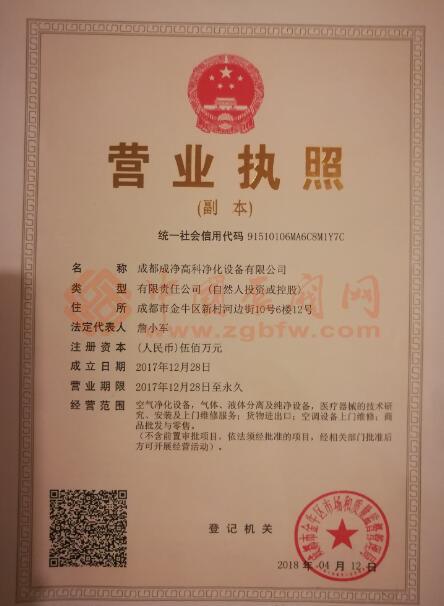 营业执照
(副 本)
统一社会信用代码 91510106MA6C8M1Y7C
名 称 成都成净高科净化设备有限公司
类 型 有限责任公司(自然人投资或控股)
住 所 成都市金牛区新村河边街10号6楼12号
法定代表人 詹小军
注册资本 (人民币)伍佰万元
成立日期 2017年12月28日
营业期限 2017年12月28日至永久
经营范围 空气净化设备,气体、液体分离及纯净设备,医疗器械的技术研
究、安装及上门维修服务;货物进出口;空调设备上门维修;商
品批发与零售。
(不含前置审批项目,依法须经批准的项目,经相关部门批准后
方可开展经营活动)。
www.zgbfw.com
登记机关
2018 年 04 月 12 日